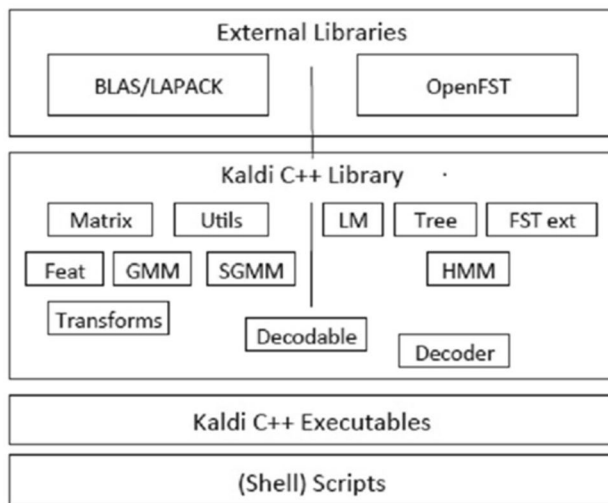 External Libraries
BLAS/LAPACK OpenFST
Kaldi C++ Library
Matrix Utils LM Tree FST ext
Feat GMM SGMM HMM
Transforms
Decodable
Decoder
Kaldi C++ Executables
(Shell) Scripts